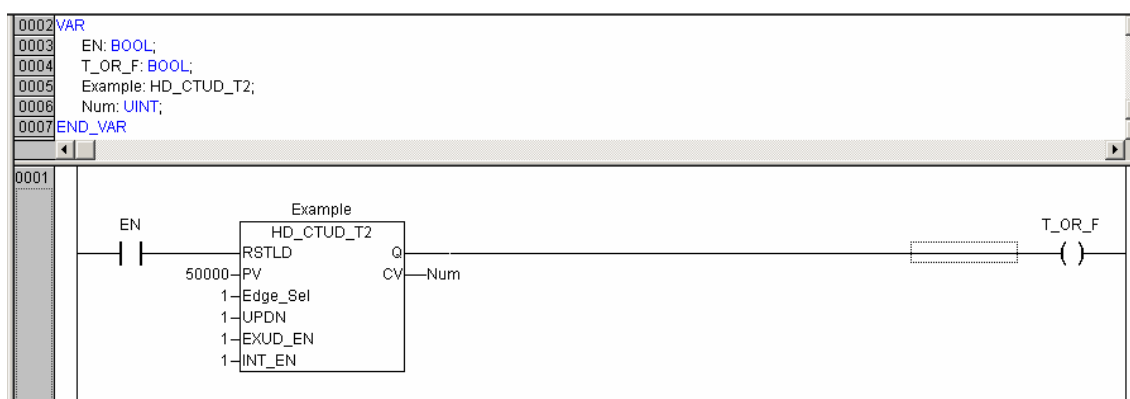 0002 VAR
0003 EN: BOOL;
0004 T_OR_F: BOOL;
0005 Example: HD_CTUD_T2;
0006 Num: UINT;
0007 END_VAR
0001
Example
EN HD_CTUD_T2 T_OR_F
RSTLD Q
50000 PV CV Num
1 Edge_Sel
1 UPDN
1 EXUD_EN
1 INT_EN